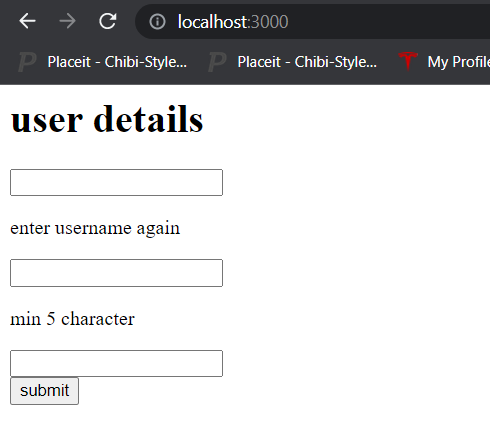 localhost:3000
Placeit - Chibi-Style... Placeit - Chibi-Style... My Profile
user details
enter username again
min 5 character
submit